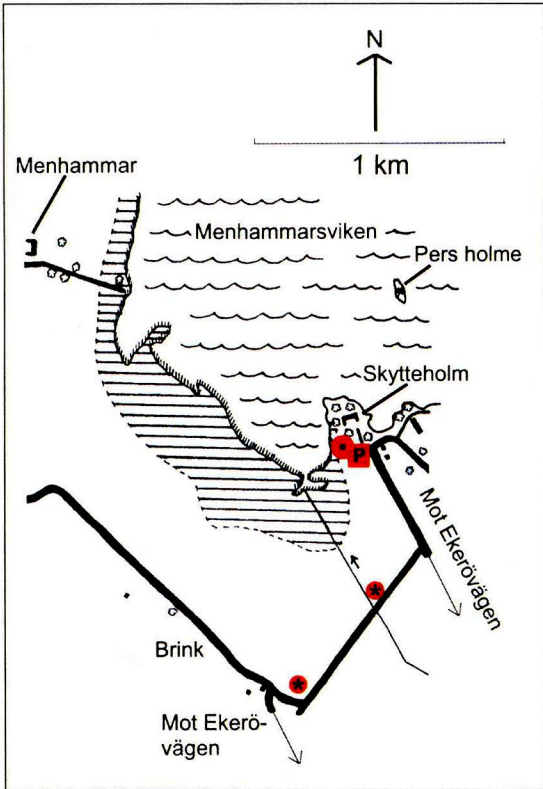 N
1 km
Menhammar
Menhammarsviken
Pers holme
Skytteholm
P
Mot Ekerövägen
Brink
Mot Ekerö-
vägen